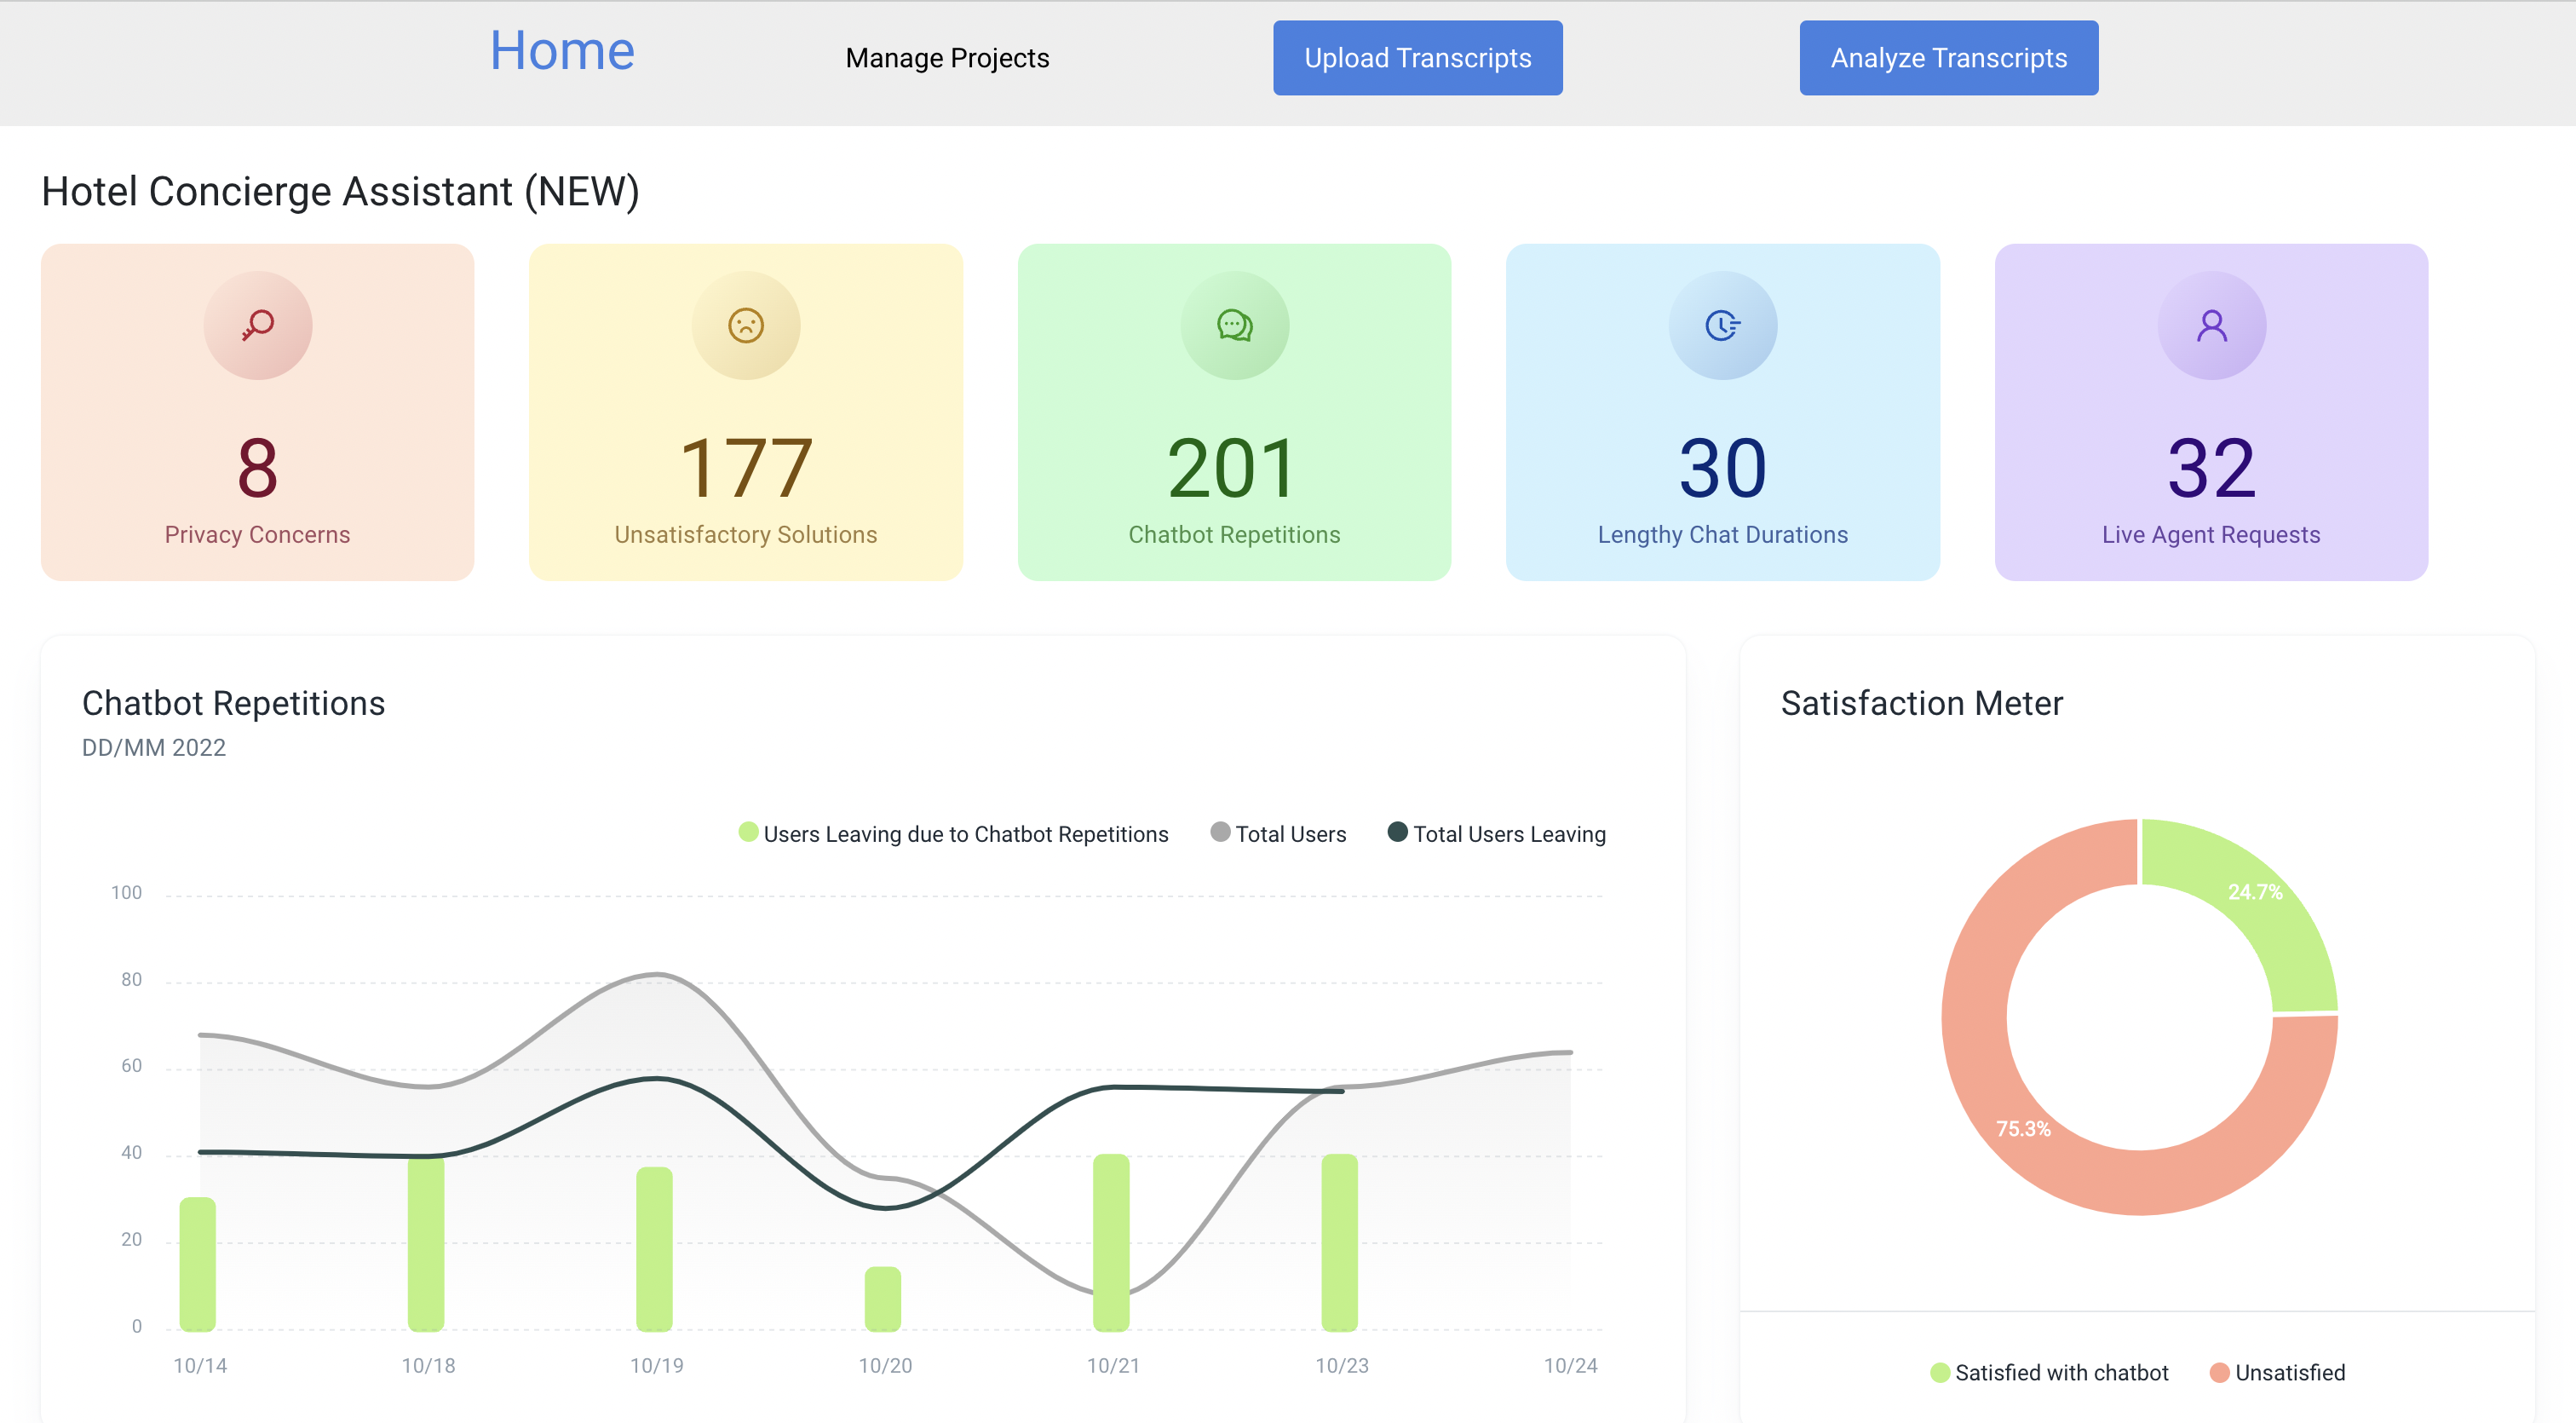 Home
Manage Projects
Upload Transcripts
Analyze Transcripts
Hotel Concierge Assistant (NEW)
8
Privacy Concerns
177
Unsatisfactory Solutions
201
Chatbot Repetitions
30
Lengthy Chat Durations
32
Live Agent Requests
Chatbot Repetitions
DD/MM 2022
Users Leaving due to Chatbot Repetitions
Total Users
Total Users Leaving
100
80
60
40
20
0
10/14
10/18
10/19
10/20
10/21
10/23
10/24
Satisfaction Meter
24.7%
75.3%
Satisfied with chatbot
Unsatisfied